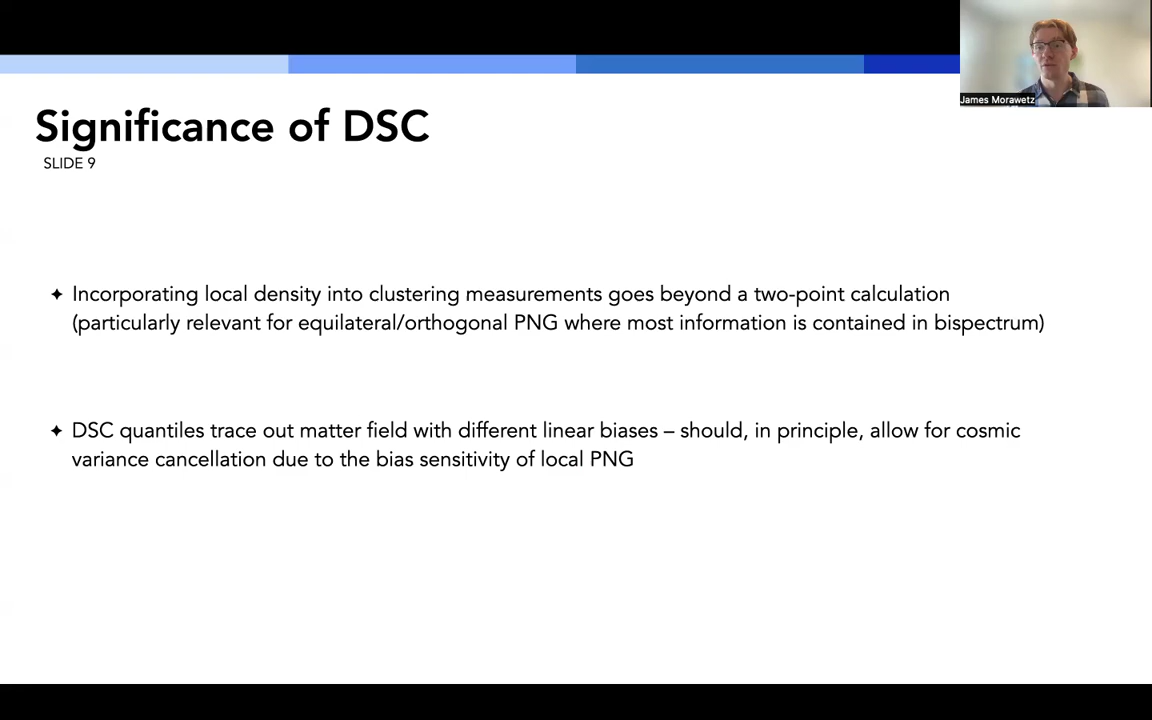 James Morawetz
Significance of DSC
SLIDE 9
✦ Incorporating local density into clustering measurements goes beyond a two-point calculation
(particularly relevant for equilateral/orthogonal PNG where most information is contained in bispectrum)
✦ DSC quantiles trace out matter field with different linear biases – should, in principle, allow for cosmic
variance cancellation due to the bias sensitivity of local PNG